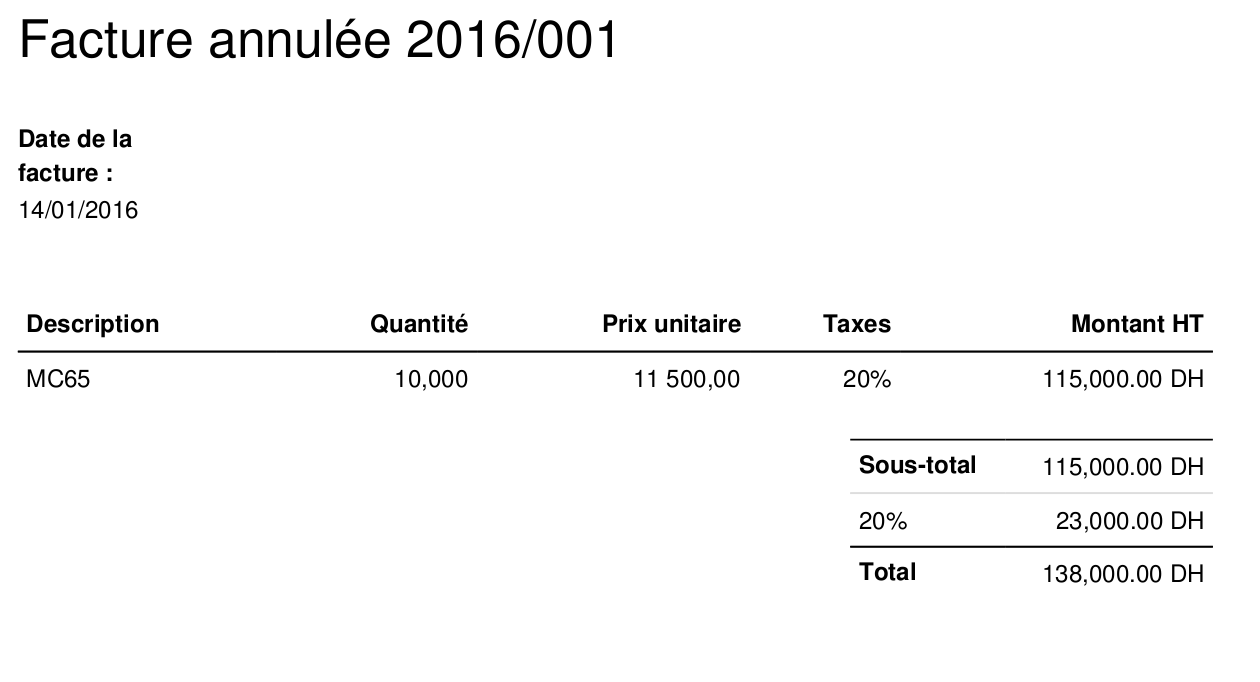 Facture annulée 2016/001
Date de la
facture :
14/01/2016
Description Quantité Prix unitaire Taxes Montant HT
MC65 10,000 11 500,00 20% 115,000.00 DH
Sous-total 115,000.00 DH
20% 23,000.00 DH
Total 138,000.00 DH